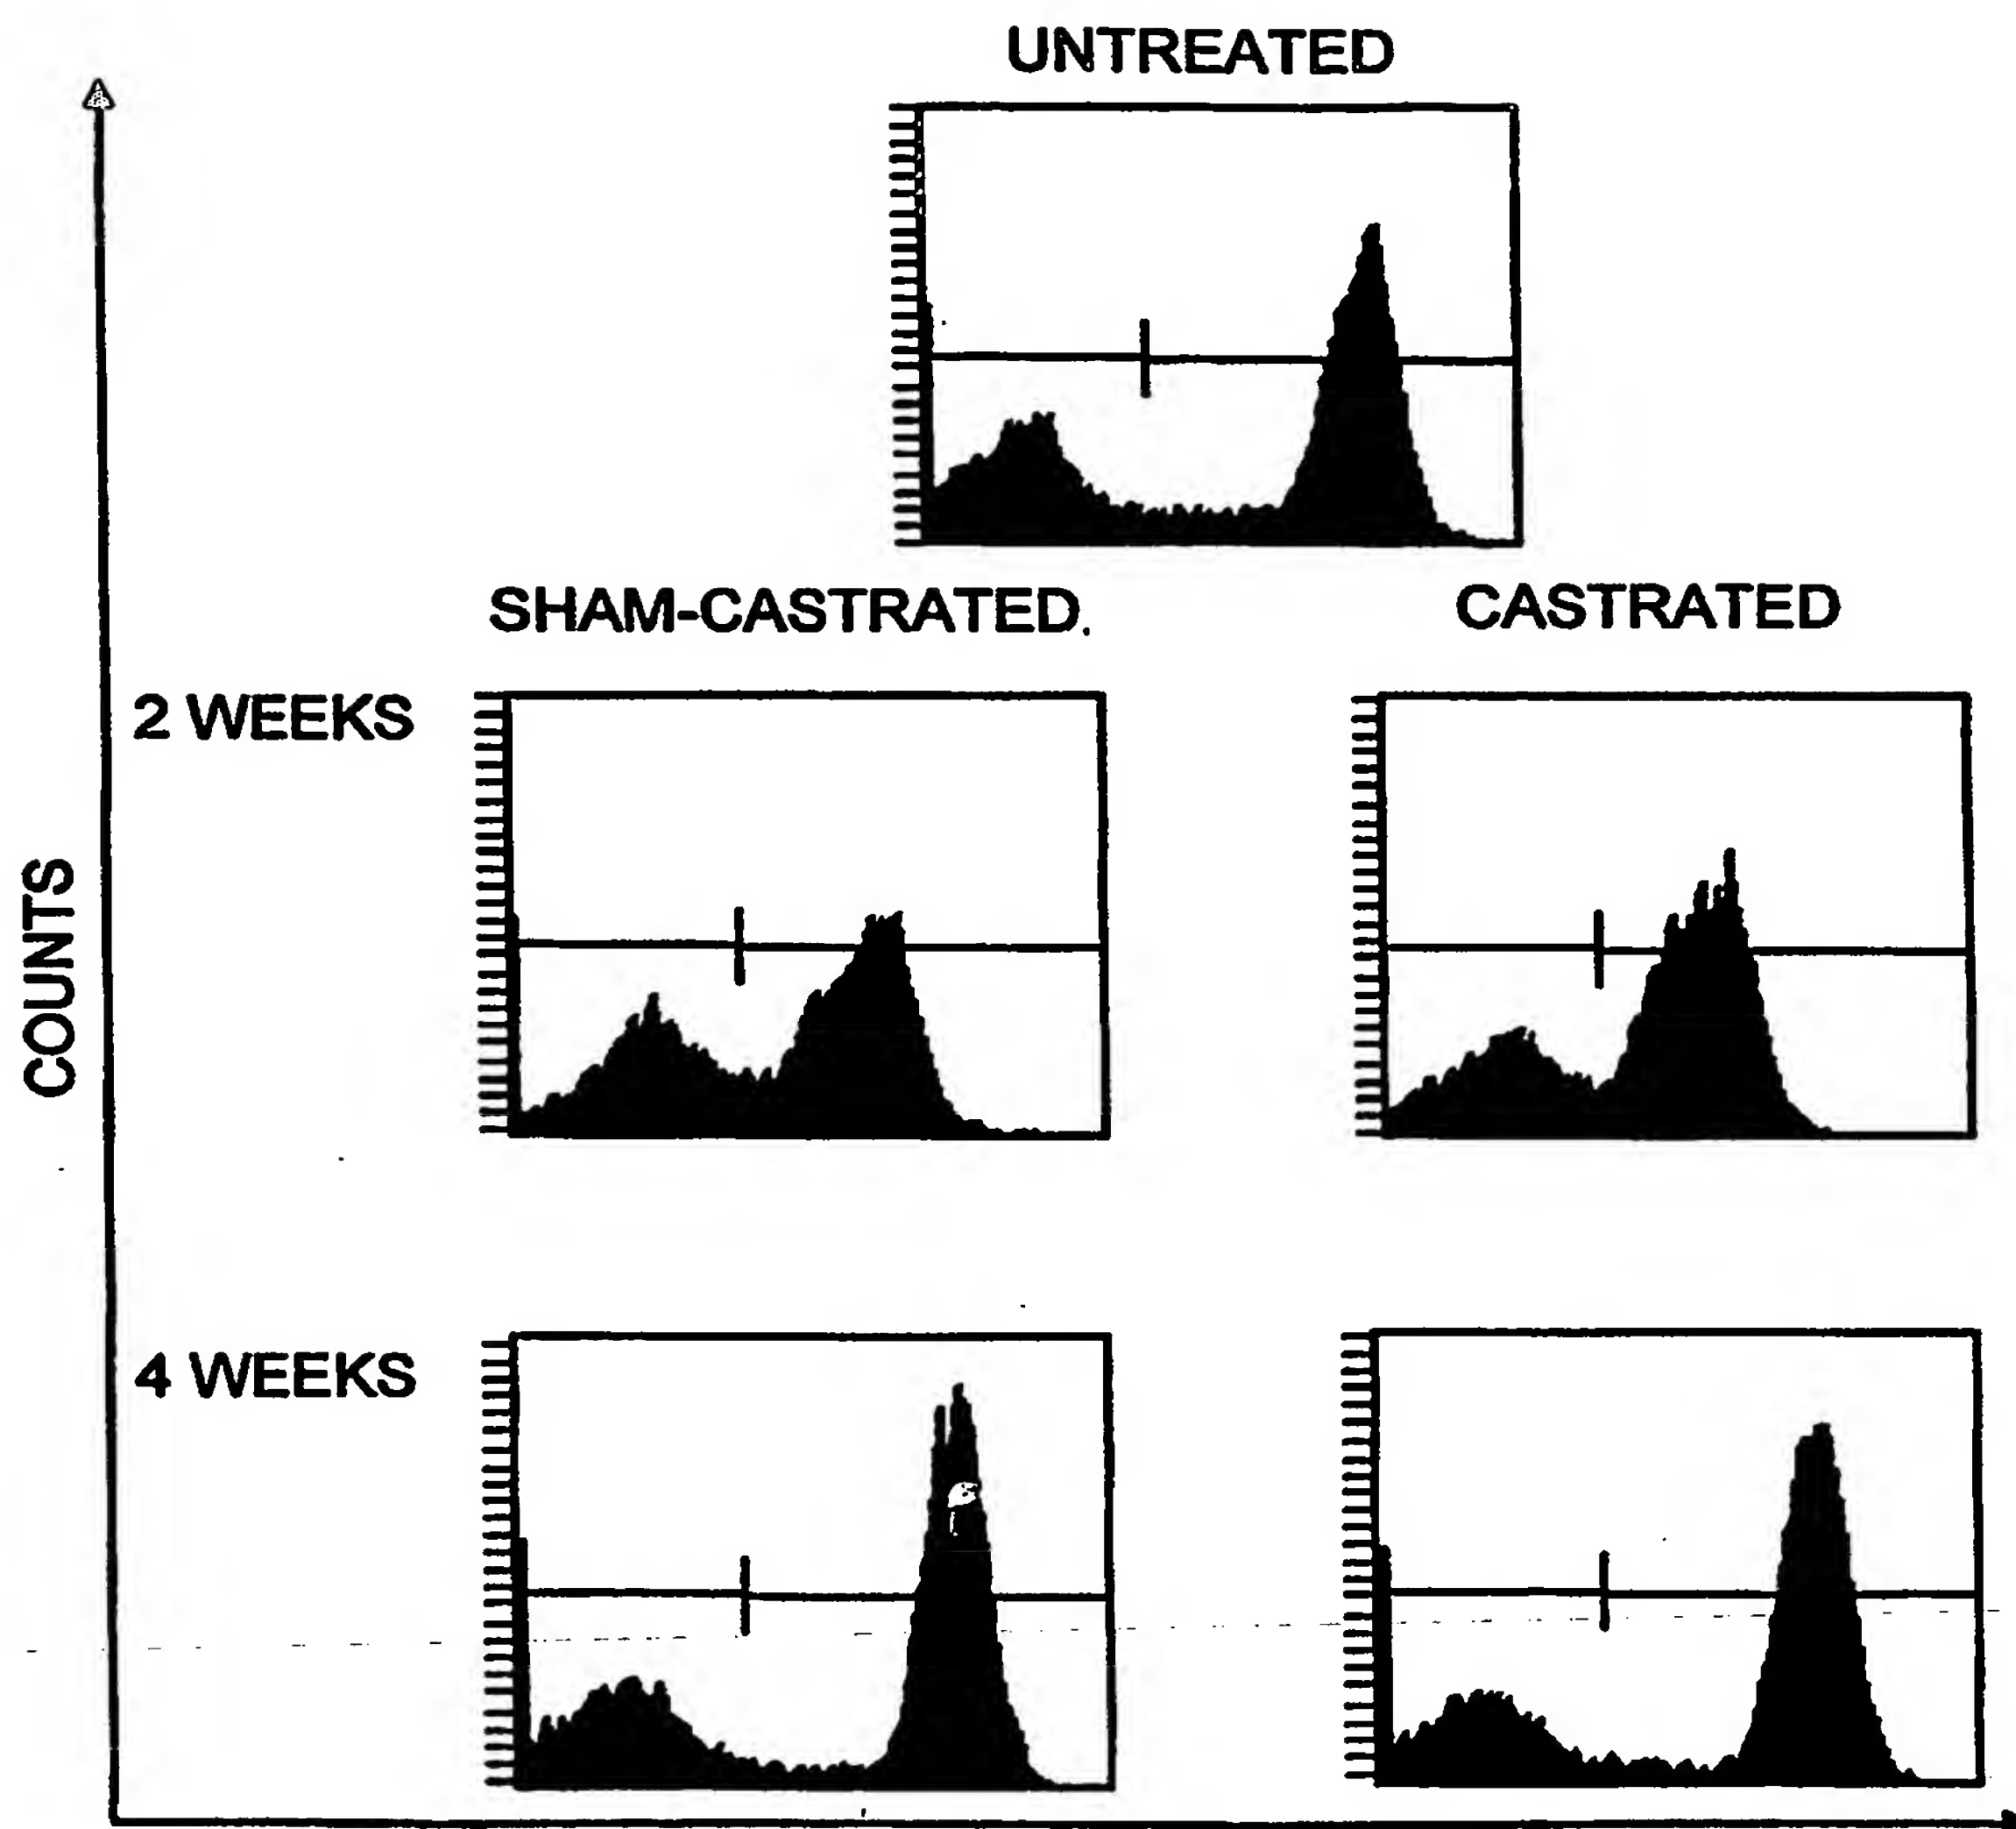 UNTREATED
SHAM-CASTRATED.
CASTRATED
2 WEEKS
COUNTS
4 WEEKS